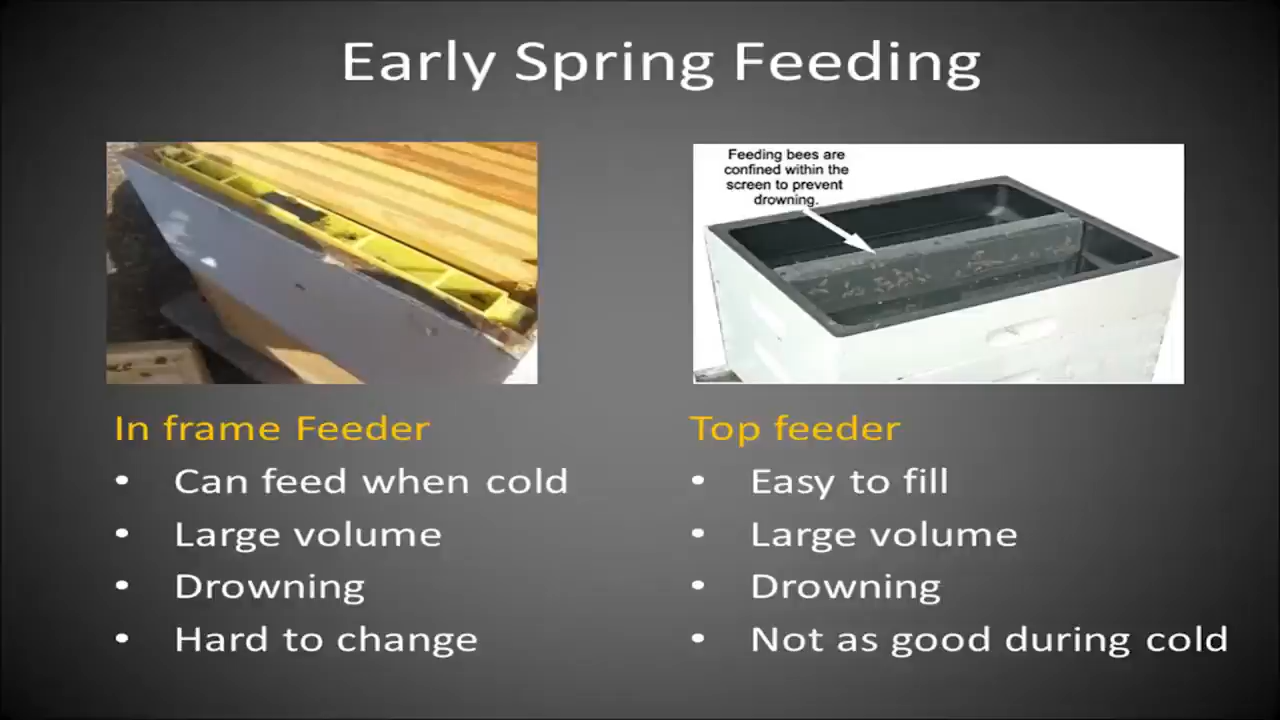 Early Spring Feeding
Feeding bees are
confined within the
screen to prevent
drowning.
In frame Feeder
• Can feed when cold
• Large volume
• Drowning
• Hard to change
Top feeder
• Easy to fill
• Large volume
• Drowning
• Not as good during cold